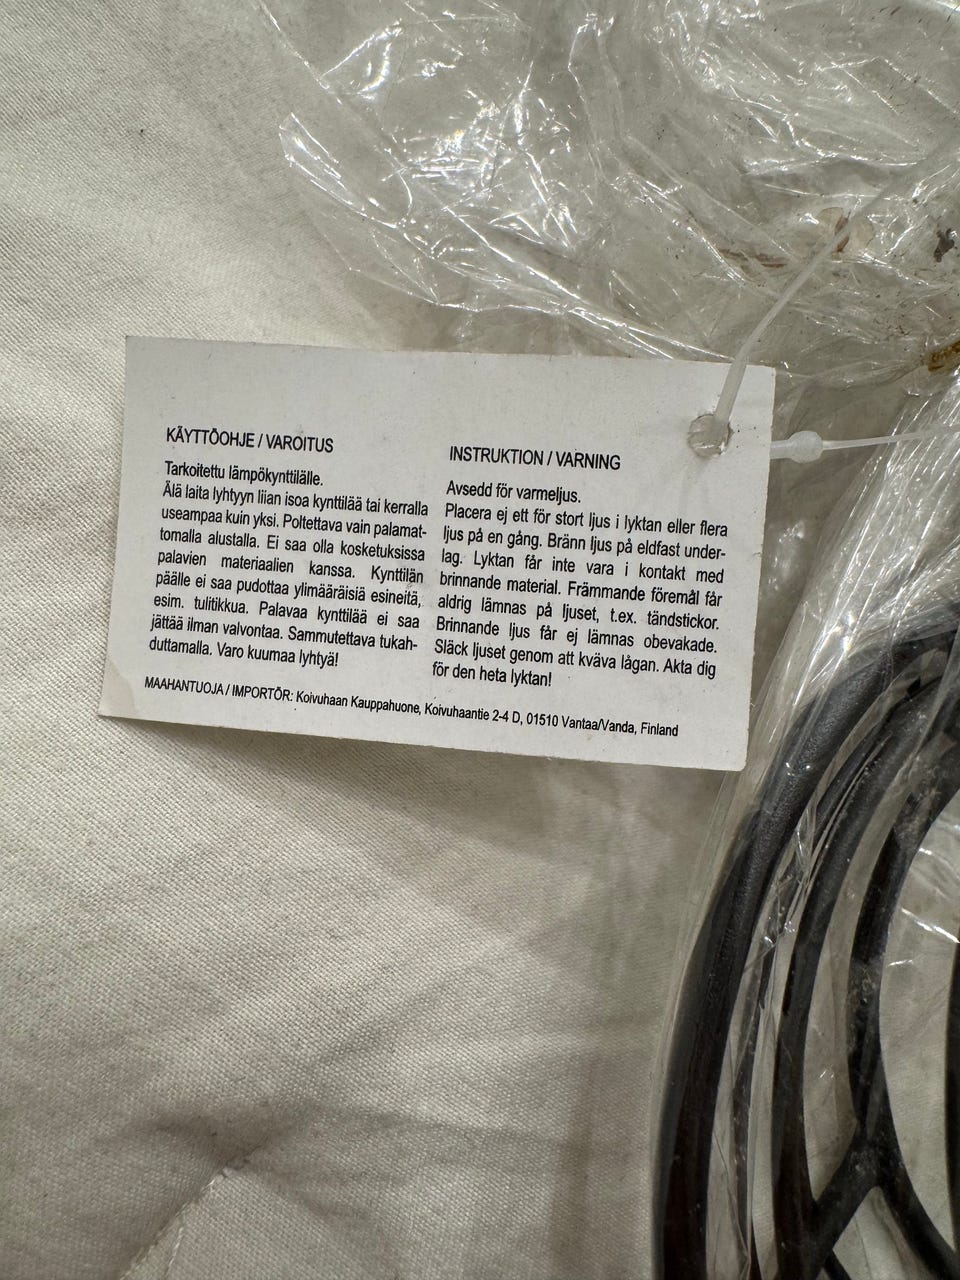 KÄYTTÖOHJE / VAROITUS
Tarkoitettu lämpökynttilälle.
Älä laita lyhtyyn liian isoa kynttilää tai kerralla
useampaa kuin yksi. Poltettava vain palamat-
tomalla alustalla. Ei saa olla kosketuksissa
palavien materiaalien kanssa. Kynttilän
päälle ei saa pudottaa ylimääräisiä esineitä,
esim. tulitikkua. Palavaa kynttilää ei saa
jättää ilman valvontaa. Sammutettava tukah-
duttamalla. Varo kuumaa lyhtyä!
INSTRUKTION / VARNING
Avsedd för varmeljus.
Placera ej ett för stort ljus i lyktan eller flera
ljus på en gång. Bränn ljus på eldfast under-
lag. Lyktan får inte vara i kontakt med
brinnande material. Främmande föremål får
aldrig lämnas på ljuset, t.ex. tändstickor.
Brinnande ljus får ej lämnas obevakade.
Släck ljuset genom att kväva lågan. Akta dig
för den heta lyktan!
MAAHANTUOJA / IMPORTÖR: Koivuhaan Kauppahuone, Koivuhaantie 2-4 D, 01510 Vantaa/Vanda, Finland